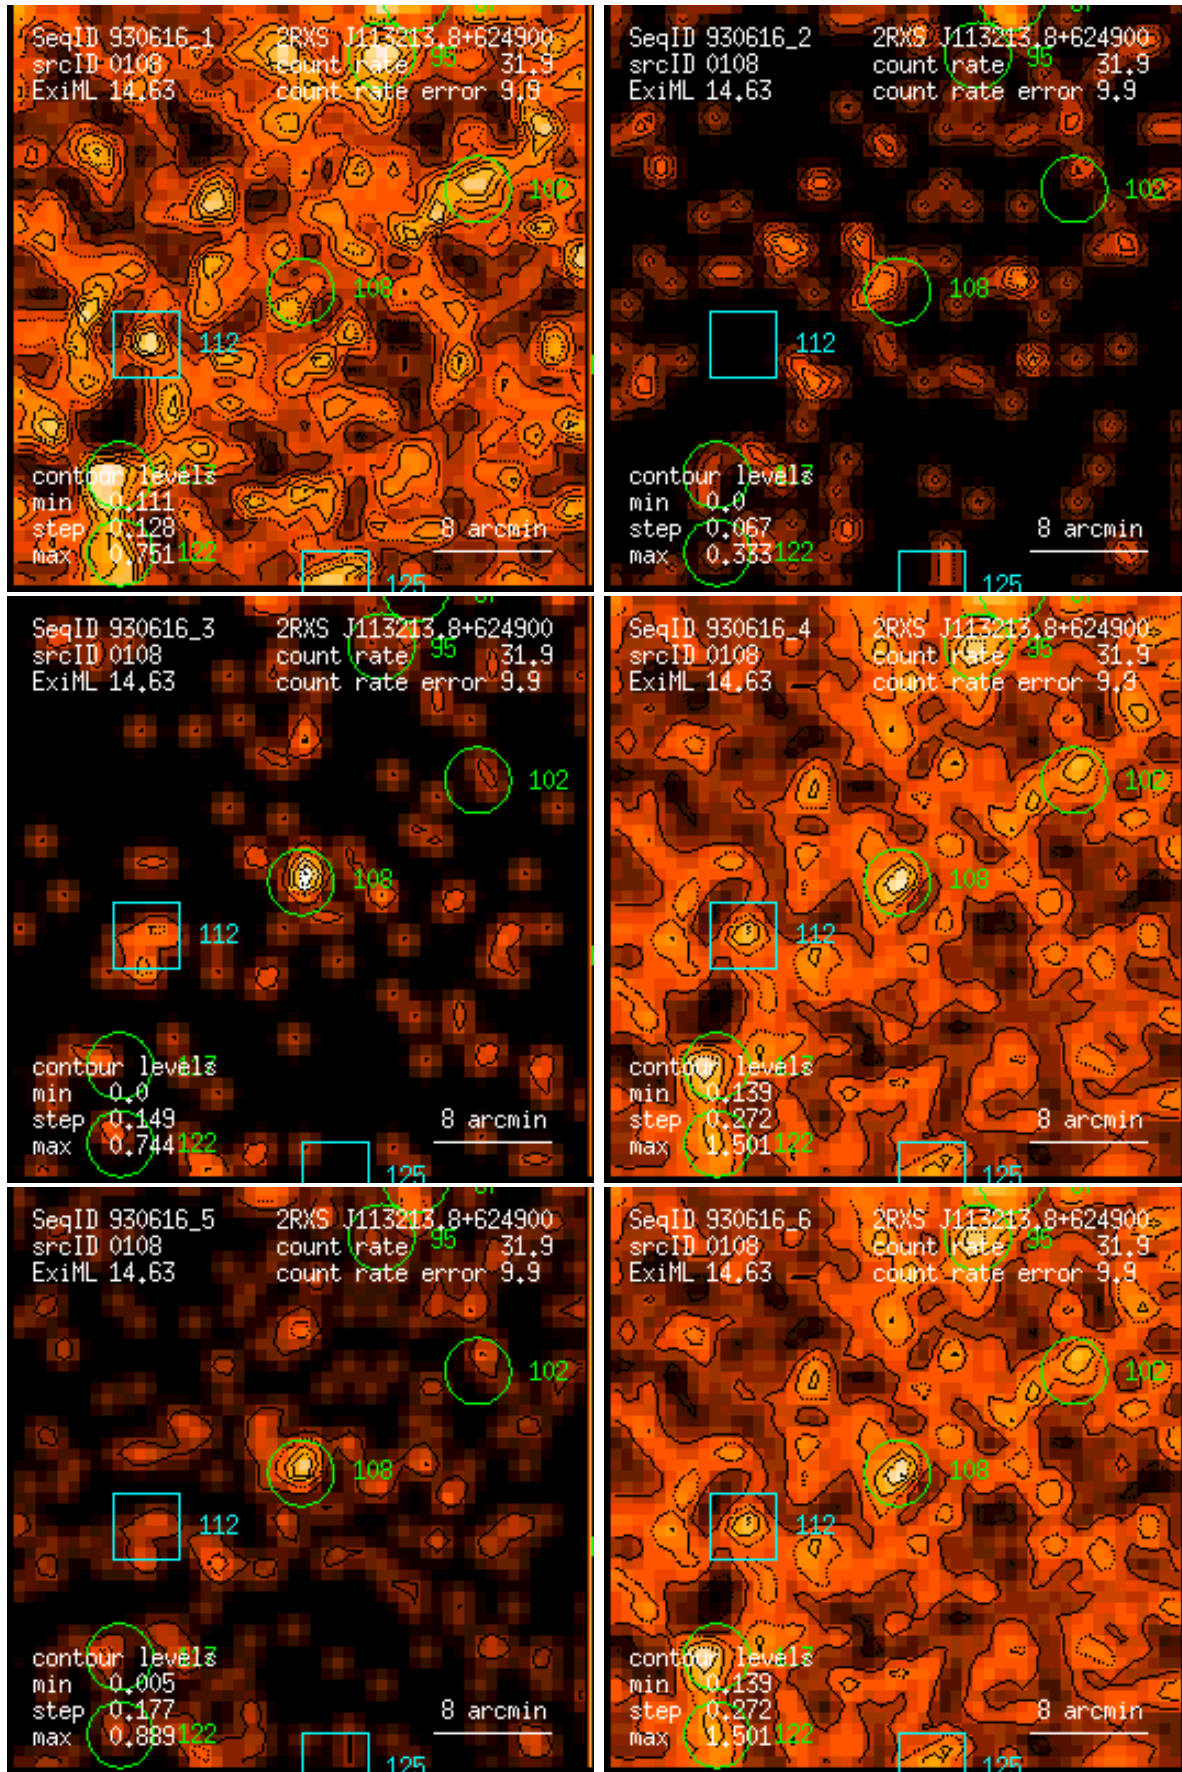 SeqID 930616_1 2RXS J113213.8+624900
srcID 0108 count rate 31.9
ExiML 14.63 count rate error 9.9
95
102
108
112
contour levels
min 0.111
step 0.128
max 0.751
122
125
8 arcmin
SeqID 930616_2 2RXS J113213.8+624900
srcID 0108 count rate 31.9
ExiML 14.63 count rate error 9.9
95
102
108
112
contour levels
min 0.0
step 0.067
max 0.333
122
125
8 arcmin
SeqID 930616_3 2RXS J113213.8+624900
srcID 0108 count rate 31.9
ExiML 14.63 count rate error 9.9
95
102
108
112
contour levels
min 0.0
step 0.149
max 0.744
122
125
8 arcmin
SeqID 930616_4 2RXS J113213.8+624900
srcID 0108 count rate 31.9
ExiML 14.63 count rate error 9.9
95
102
108
112
contour levels
min 0.139
step 0.272
max 1.501
122
125
8 arcmin
SeqID 930616_5 2RXS J113213.8+624900
srcID 0108 count rate 31.9
ExiML 14.63 count rate error 9.9
95
102
108
112
contour levels
min 0.005
step 0.177
max 0.889
122
125
8 arcmin
SeqID 930616_6 2RXS J113213.8+624900
srcID 0108 count rate 31.9
ExiML 14.63 count rate error 9.9
95
102
108
112
contour levels
min 0.139
step 0.272
max 1.501
122
125
8 arcmin